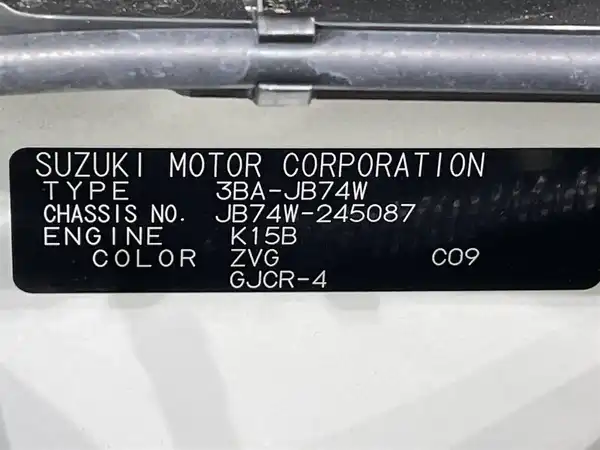 SUZUKI MOTOR CORPORATION
TYPE 3BA-JB74W
CHASSIS NO. JB74W-245087
ENGINE K15B
COLOR ZVG C09
GJCR-4